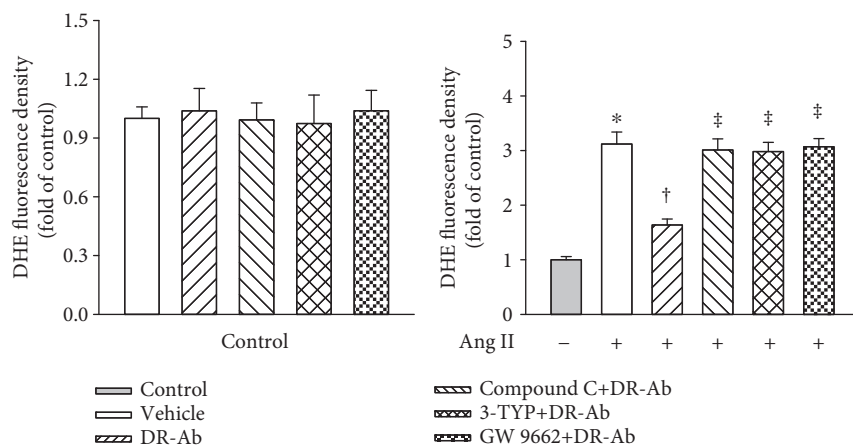 DHE fluorescence density
(fold of control)
1.5
1.2
0.9
0.6
0.3
0.0
Control
DHE fluorescence density
(fold of control)
5
4
3
2
1
0
* † ‡ ‡ ‡
Ang II − + + + + +
Control
Vehicle
DR-Ab
Compound C+DR-Ab
3-TYP+DR-Ab
GW 9662+DR-Ab